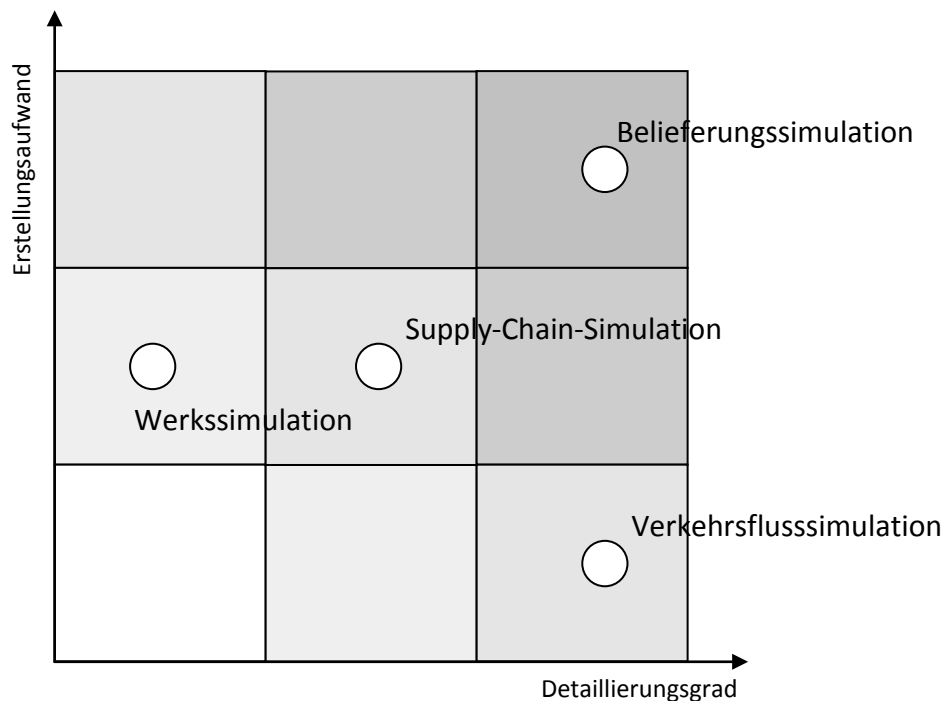 Erstellungsaufwand
Belieferungssimulation
Supply-Chain-Simulation
Werkssimulation
Verkehrsflusssimulation
Detaillierungsgrad